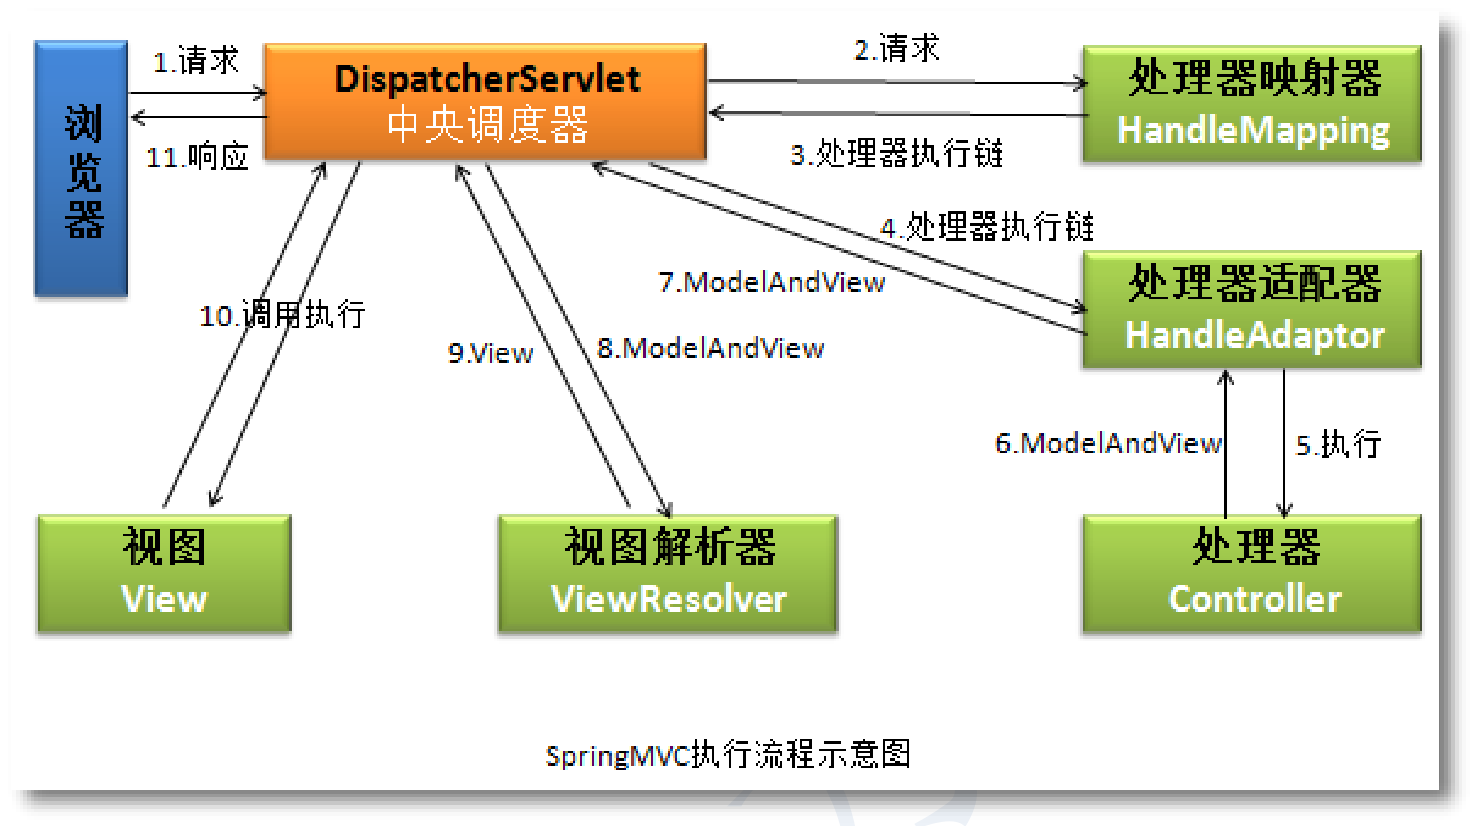 1.请求
2.请求
DispatcherServlet
中央调度器
处理器映射器
HandleMapping
浏
览
器
11.响应
3.处理器执行链
4.处理器执行链
7.ModelAndView
处理器适配器
HandleAdaptor
10.调用执行
9.View
8.ModelAndView
6.ModelAndView
5.执行
视图
View
视图解析器
ViewResolver
处理器
Controller
SpringMVC执行流程示意图